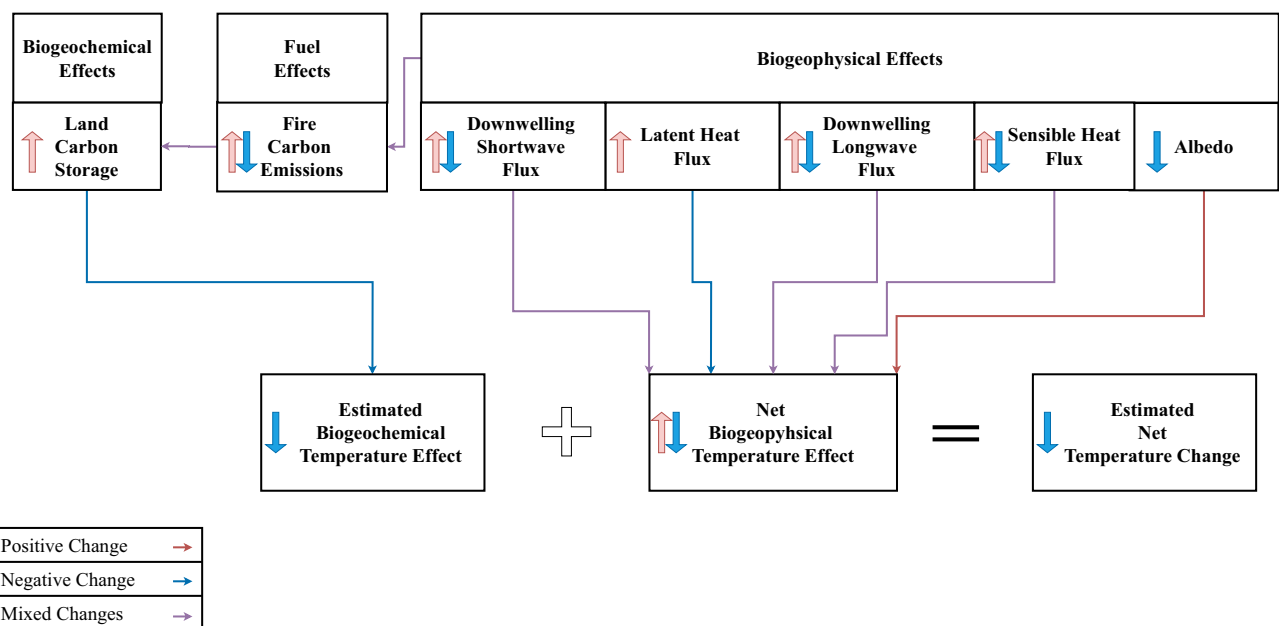 Biogeochemical
Effects
Fuel
Effects
Biogeophysical Effects
Land
Carbon
Storage
Fire
Carbon
Emissions
Downwelling
Shortwave
Flux
Latent Heat
Flux
Downwelling
Longwave
Flux
Sensible Heat
Flux
Albedo
Estimated
Biogeochemical
Temperature Effect
Net
Biogeopyhsical
Temperature Effect
Estimated
Net
Temperature Change
Positive Change
Negative Change
Mixed Changes